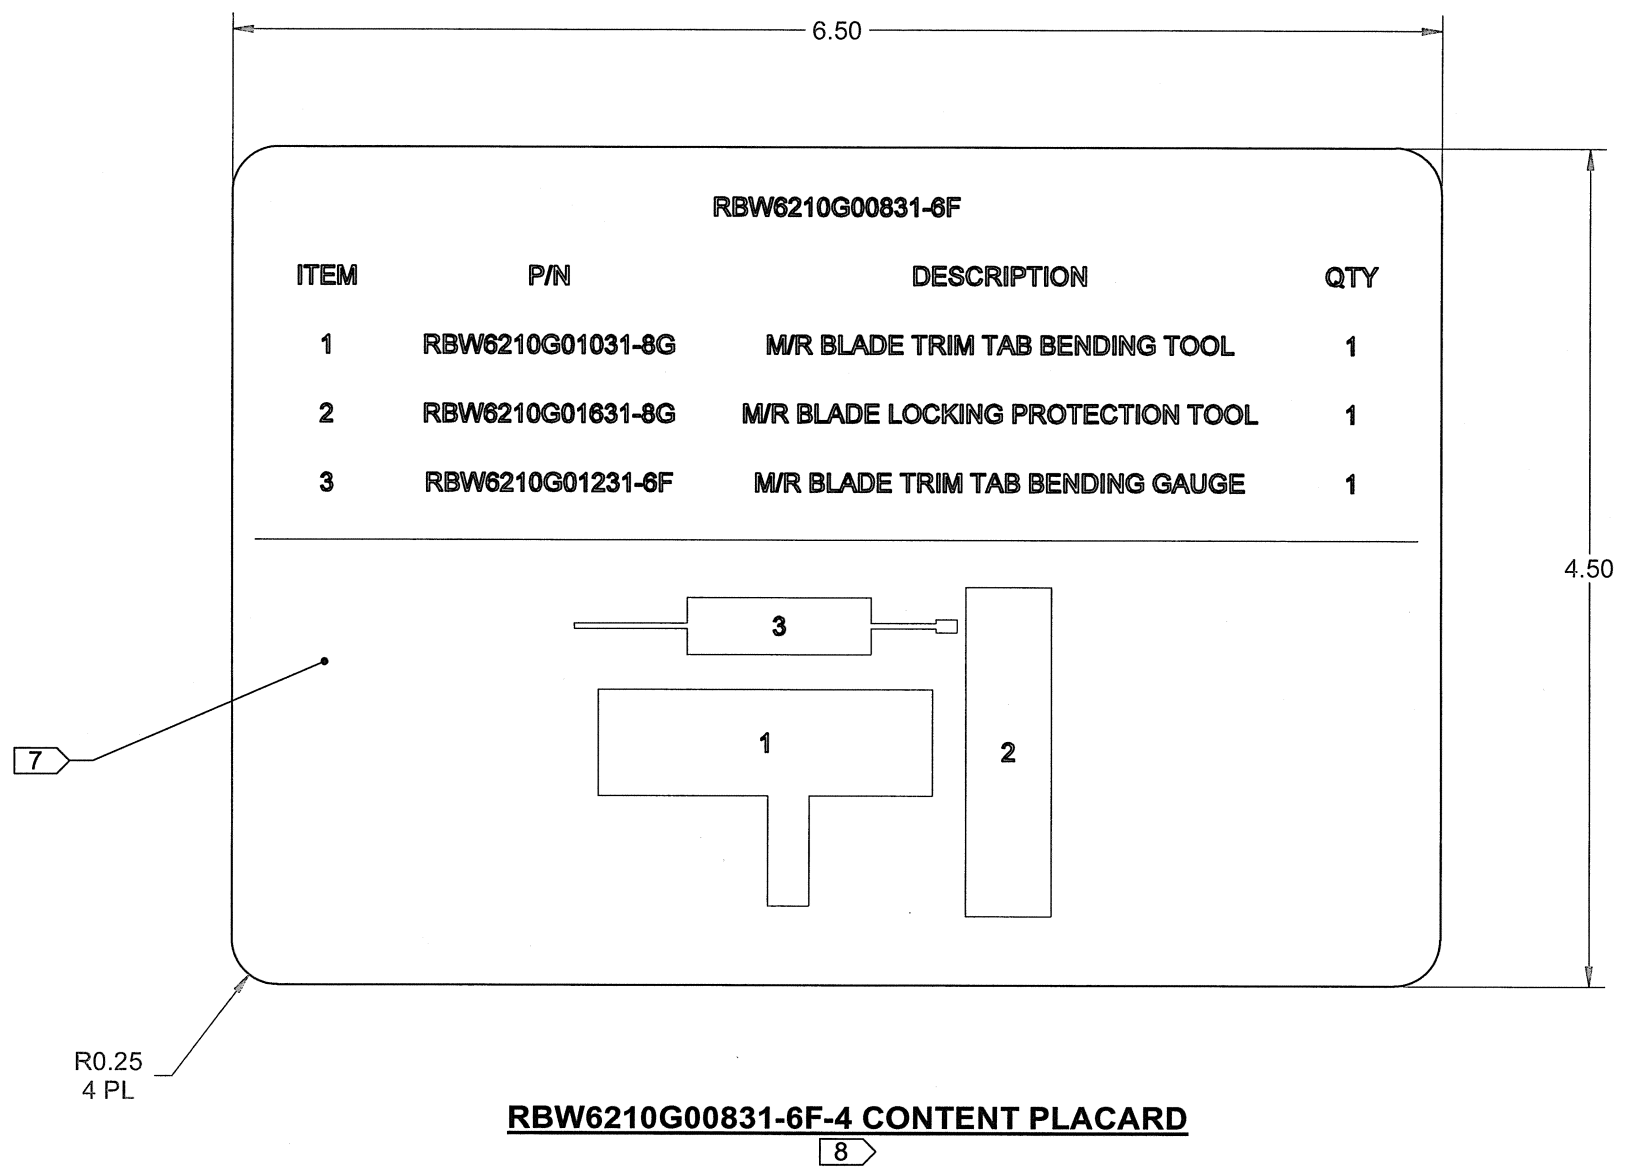 6.50
RBW6210G00831-6F
ITEM P/N DESCRIPTION QTY
1 RBW6210G01031-8G M/R BLADE TRIM TAB BENDING TOOL 1
2 RBW6210G01631-8G M/R BLADE LOCKING PROTECTION TOOL 1
3 RBW6210G01231-6F M/R BLADE TRIM TAB BENDING GAUGE 1
4.50
3
1
2
7
R0.25
4 PL
RBW6210G00831-6F-4 CONTENT PLACARD
8